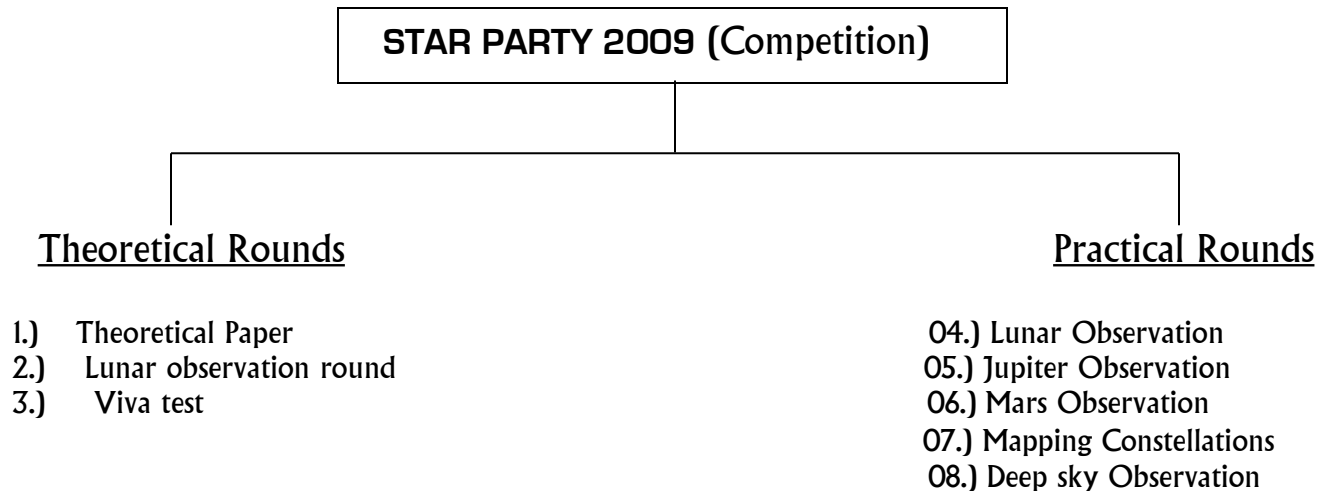 STAR PARTY 2009 (Competition)
Theoretical Rounds
1.) Theoretical Paper
2.) Lunar observation round
3.) Viva test
Practical Rounds
04.) Lunar Observation
05.) Jupiter Observation
06.) Mars Observation
07.) Mapping Constellations
08.) Deep sky Observation